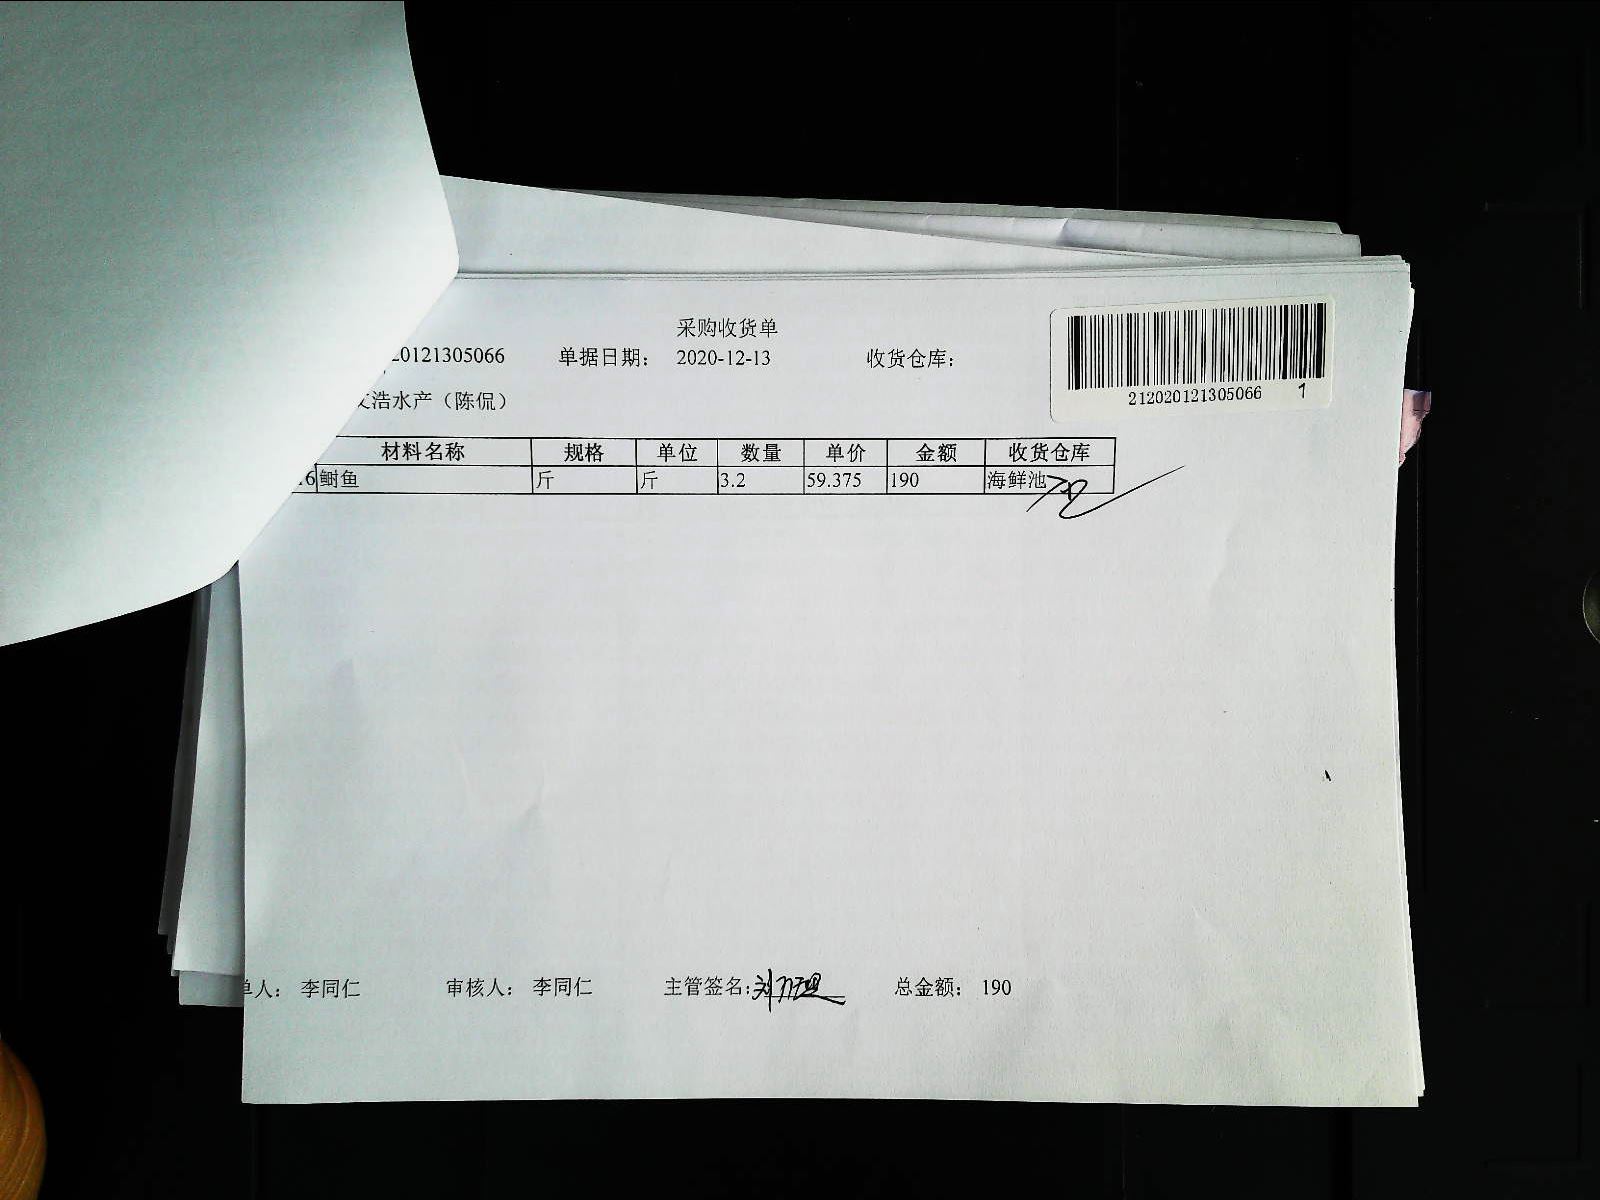 采购收货单
20121305066 单据日期： 2020-12-13 收货仓库：
212020121305066 1
文浩水产（陈侃）
材料名称 规格 单位 数量 单价 金额 收货仓库
16 鲥鱼 斤 斤 3.2 59.375 190 海鲜池
单人： 李同仁 审核人： 李同仁 主管签名： 总金额： 190